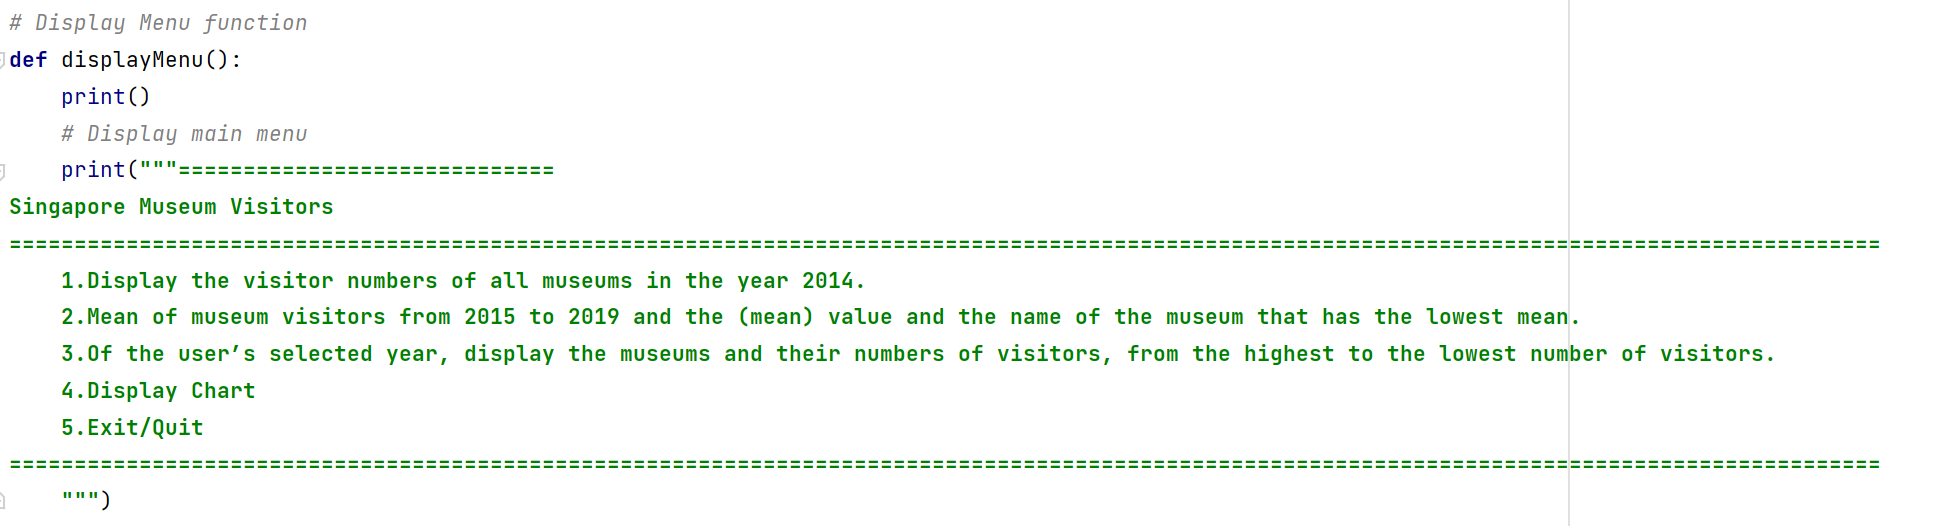 # Display Menu function
def displayMenu():
    print()
    # Display main menu
    print("""=============================
Singapore Museum Visitors
================================================================================================================================================
    1.Display the visitor numbers of all museums in the year 2014.
    2.Mean of museum visitors from 2015 to 2019 and the (mean) value and the name of the museum that has the lowest mean.
    3.Of the user’s selected year, display the museums and their numbers of visitors, from the highest to the lowest number of visitors.
    4.Display Chart
    5.Exit/Quit
================================================================================================================================================
    """)